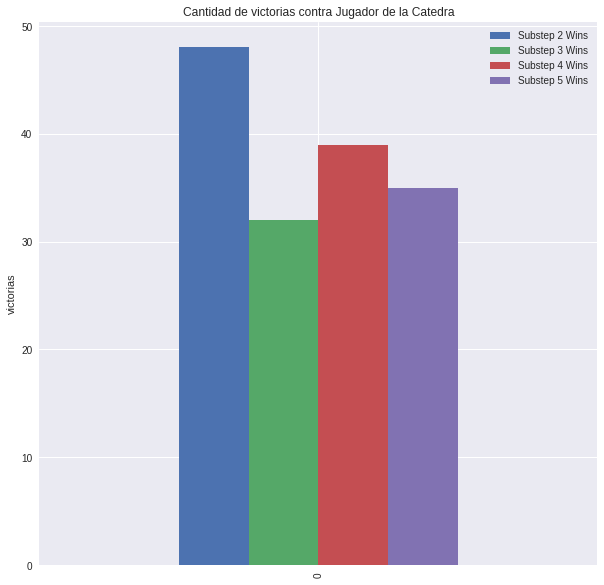 Cantidad de victorias contra Jugador de la Catedra
Substep 2 Wins
Substep 3 Wins
Substep 4 Wins
Substep 5 Wins
50
40
30
20
10
0
victorias
0